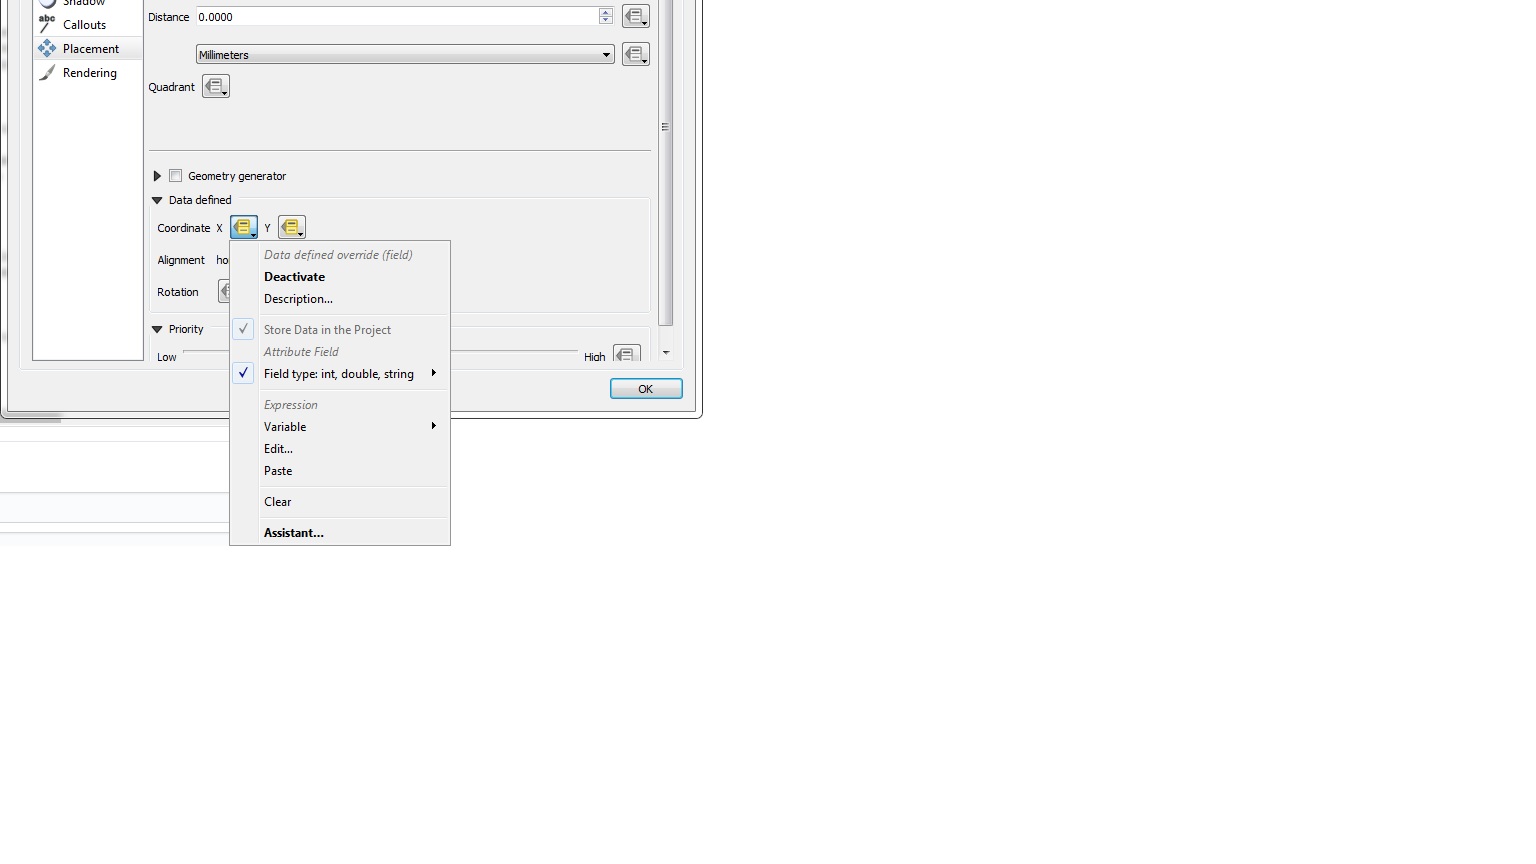 Shadow
abc
Callouts
Placement
Rendering
Distance 0.0000
Millimeters
Quadrant
Geometry generator
Data defined
Coordinate X Y
Alignment
Rotation
Priority
Low High
Data defined override (field)
Deactivate
Description...
Store Data in the Project
Attribute Field
Field type: int, double, string
Expression
Variable
Edit...
Paste
Clear
Assistant...
OK